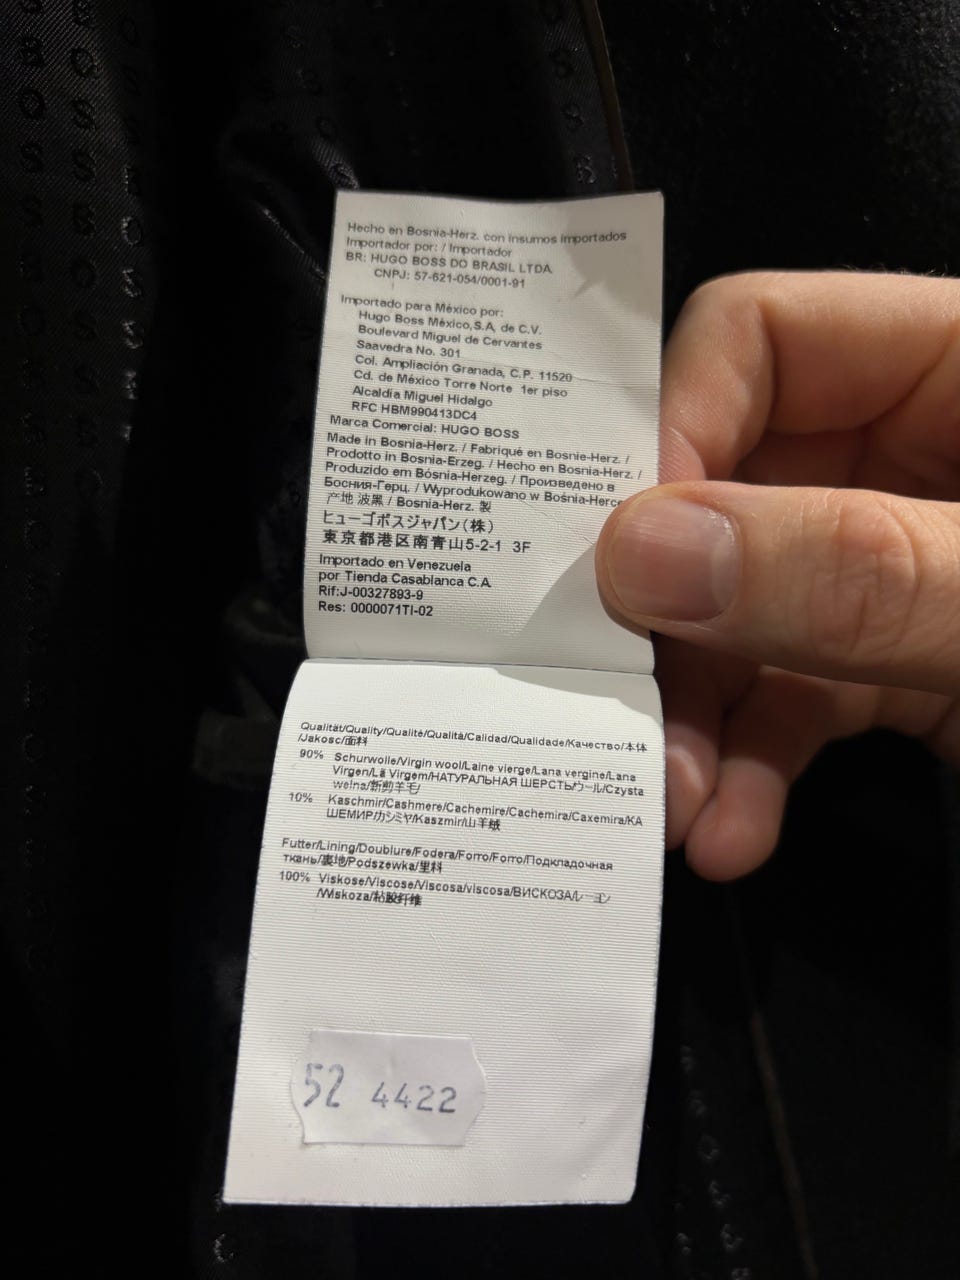 Hecho en Bosnia-Herz. con insumos importados
Importador por: / Importador
BR: HUGO BOSS DO BRASIL LTDA
CNPJ: 57-621-054/0001-91
Importado para México por:
Hugo Boss México,S.A, de C.V.
Boulevard Miguel de Cervantes
Saavedra No. 301
Col. Ampliación Granada, C.P. 11520
Cd. de México Torre Norte 1er piso
Alcaldía Miguel Hidalgo
RFC HBM990413DC4
Marca Comercial: HUGO BOSS
Made in Bosnia-Herz. / Fabriqué en Bosnie-Herz. /
Prodotto in Bosnia-Erzeg. / Hecho en Bosnia-Herz. /
Produzido em Bósnia-Herzeg. / Произведено в
Босния-Герц. / Wyprodukowano w Bośnia-Herce
产地 波黑 / Bosnia-Herz. 製
ヒューゴボスジャパン(株)
東京都港区南青山5-2-1 3F
Importado en Venezuela
por Tienda Casablanca C.A.
Rif:J-00327893-9
Res: 0000071TI-02
Qualität/Quality/Qualité/Qualità/Calidad/Qualidade/Качество/本体
/Jakosc/面料
90% Schurwolle/Virgin wool/Laine vierge/Lana vergine/Lana
Virgen/Lã Virgem/НАТУРАЛЬНАЯ ШЕРСТЬ/ウール/Czysta
welna/新剪羊毛/
10% Kaschmir/Cashmere/Cachemire/Cachemira/Caxemira/КА
ШЕМИР/カシミヤ/Kaszmir/山羊绒
Futter/Lining/Doublure/Fodera/Forro/Forro/Подкладочная
ткань/裏地/Podszewka/里料
100% Viskose/Viscose/Viscosa/viscosa/ВИСКОЗА/レーヨン
/Wiskoza/粘胶纤维
52 4422
BOSS